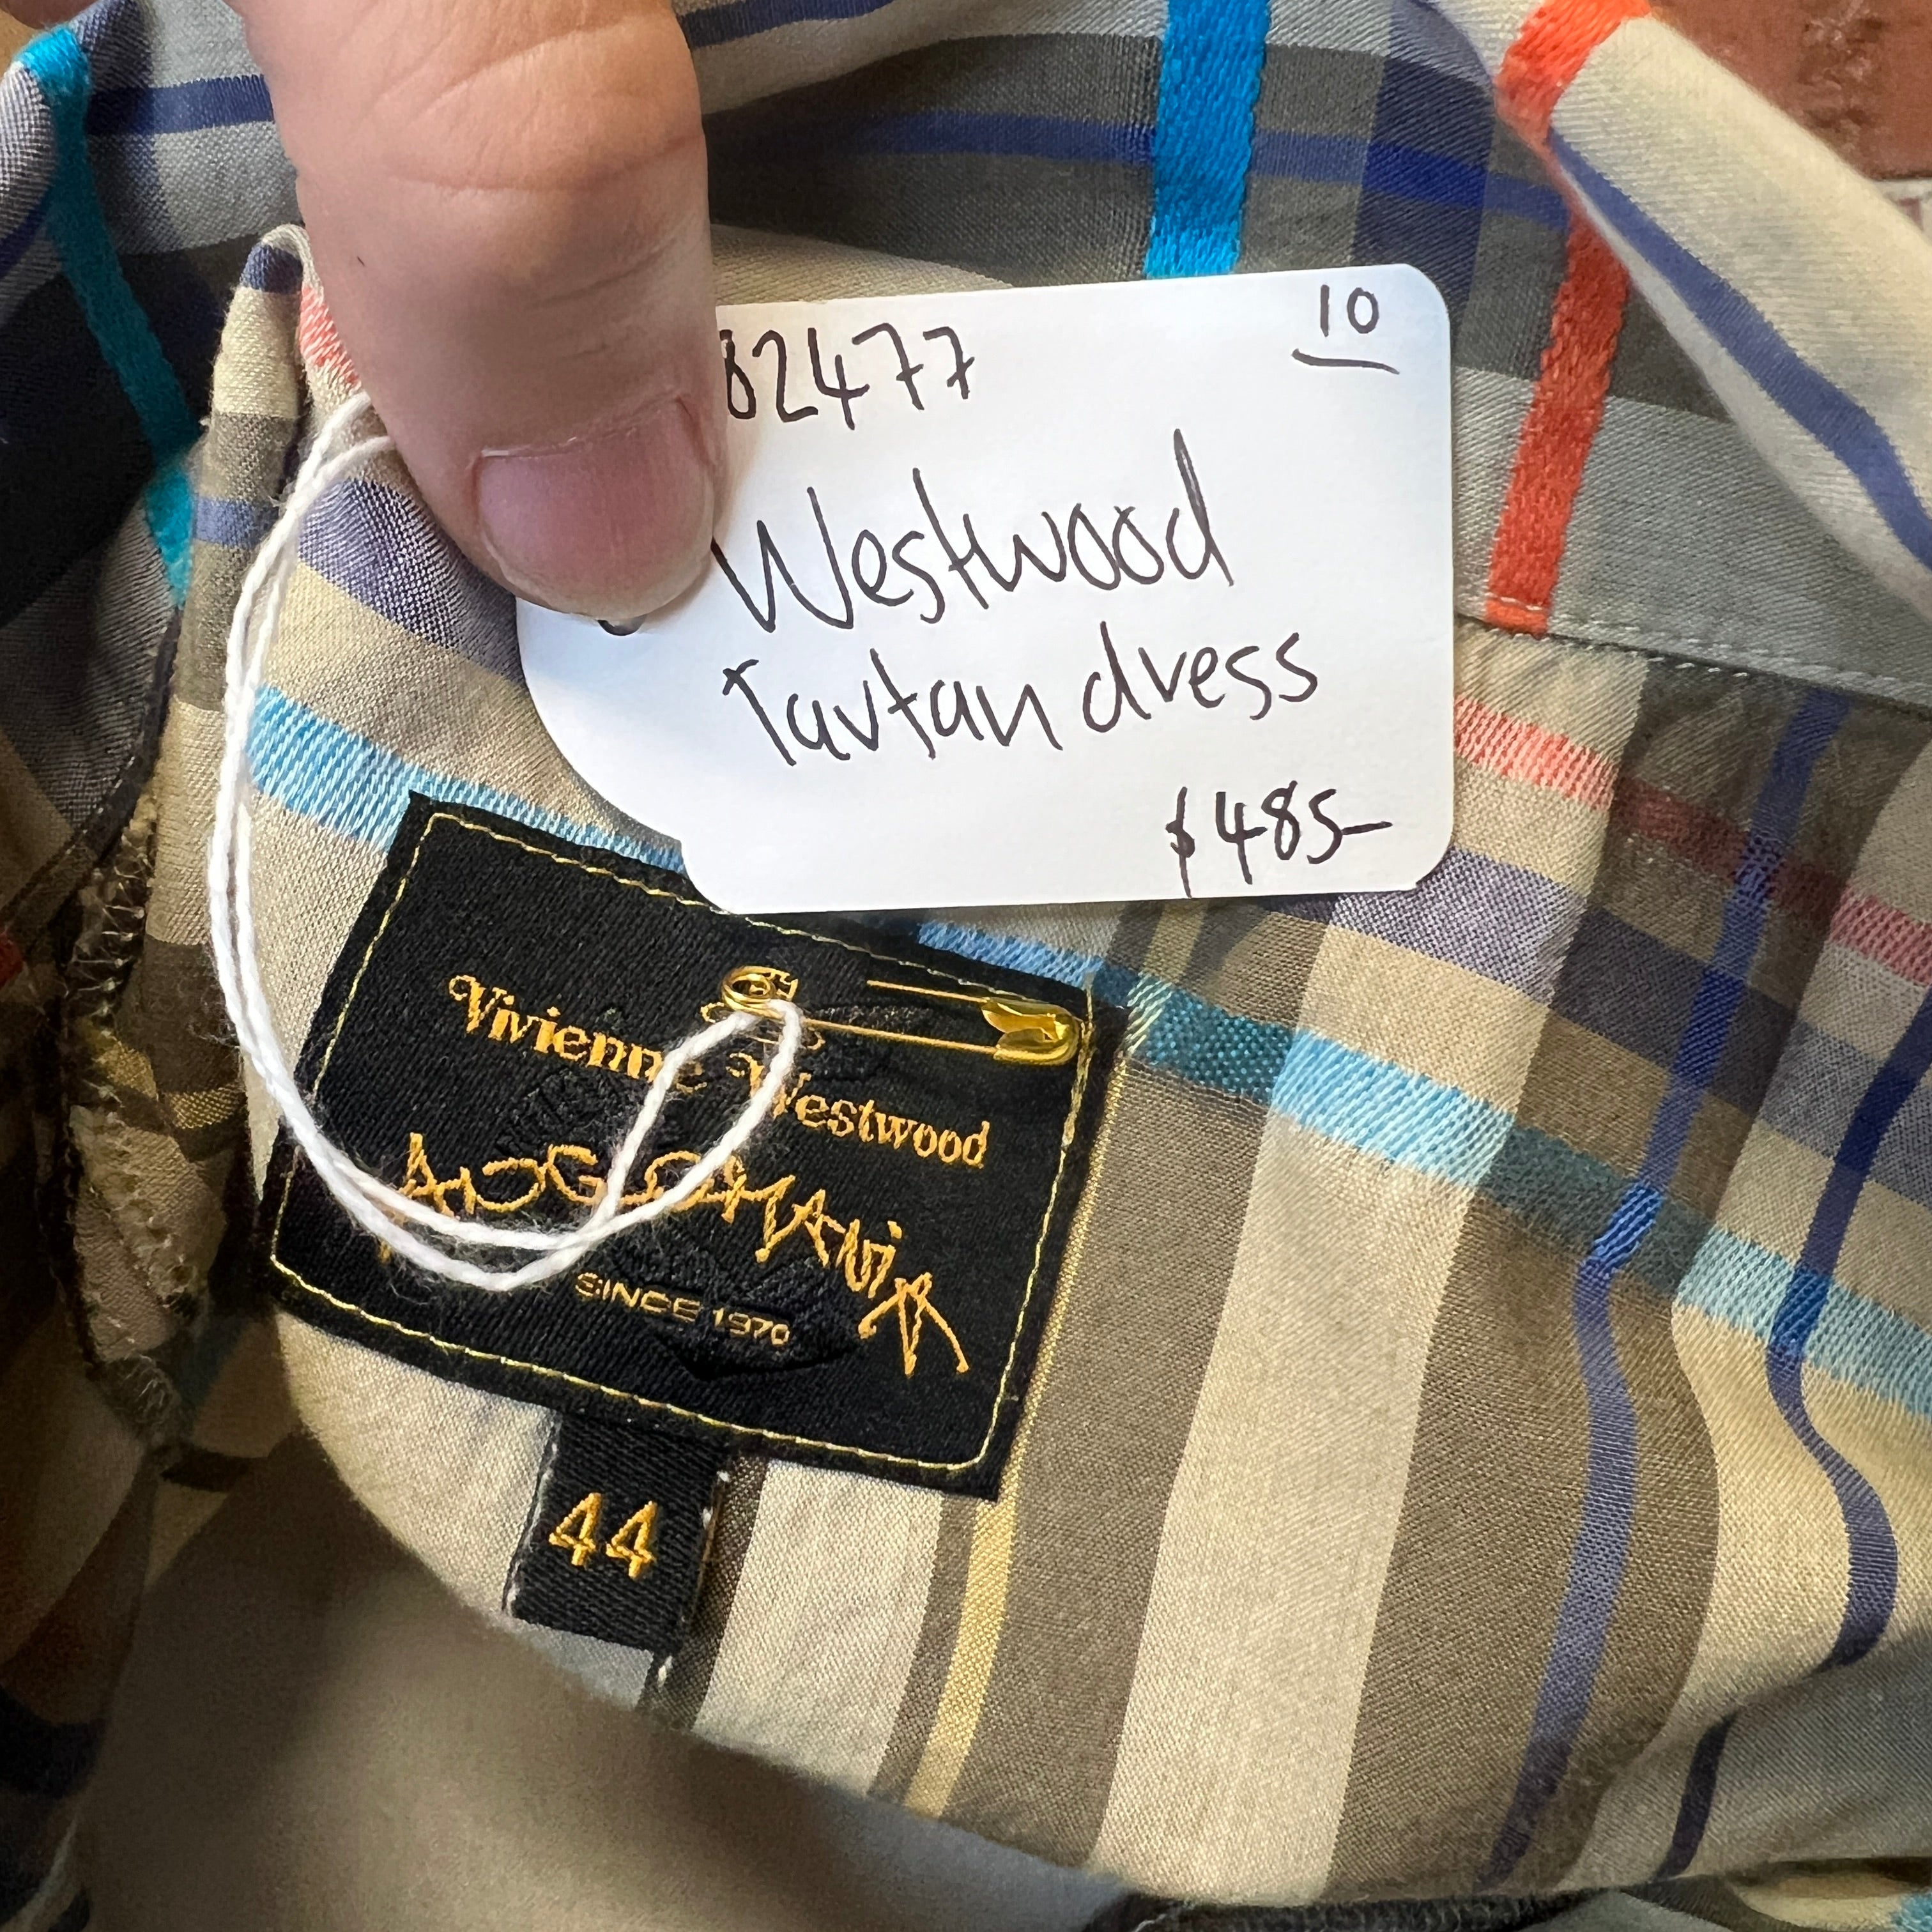 82477
10
Westwood
Tartan dress
$485-
Vivienne Westwood
ANGLOMANIA
SINCE 1970
44